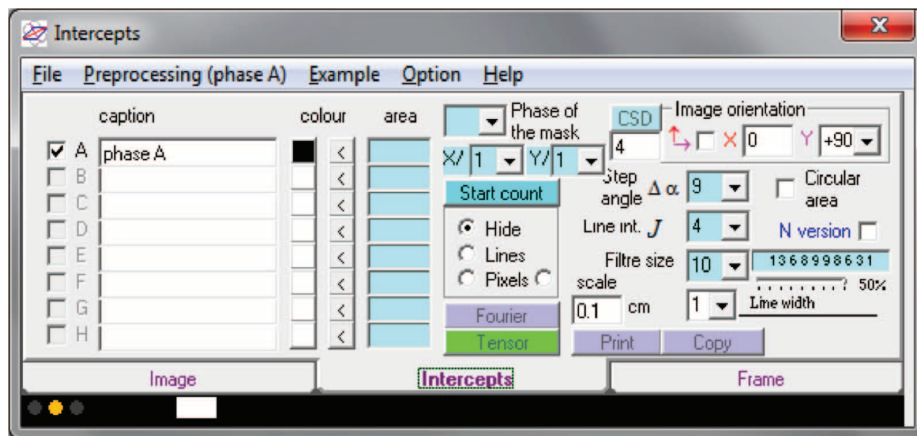 Intercepts
File Preprocessing (phase A) Example Option Help
caption colour area
A phase A <
B <
C <
D <
E <
F <
G <
H <
Phase of
the mask
X/ 1 Y/ 1
Start count
Hide
Lines
Pixels
Fourier
Tensor
CSD
4
Image orientation
X 0 Y +90
Step
angle Δ α 9
Circular
area
Line int. J 4
N version
Filtre size 10
1368998631
50%
scale
0.1 cm
1
Line width
Print Copy
Image Intercepts Frame